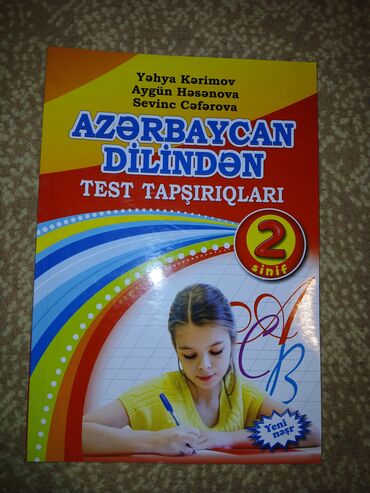 Yəhya Kərimov
Aygün Həsənova
Sevinc Cəfərova
AZƏRBAYCAN
DİLİNDƏN
TEST TAPŞIRIQLARI
2
sinif
A
C
B
Yeni
nəşr